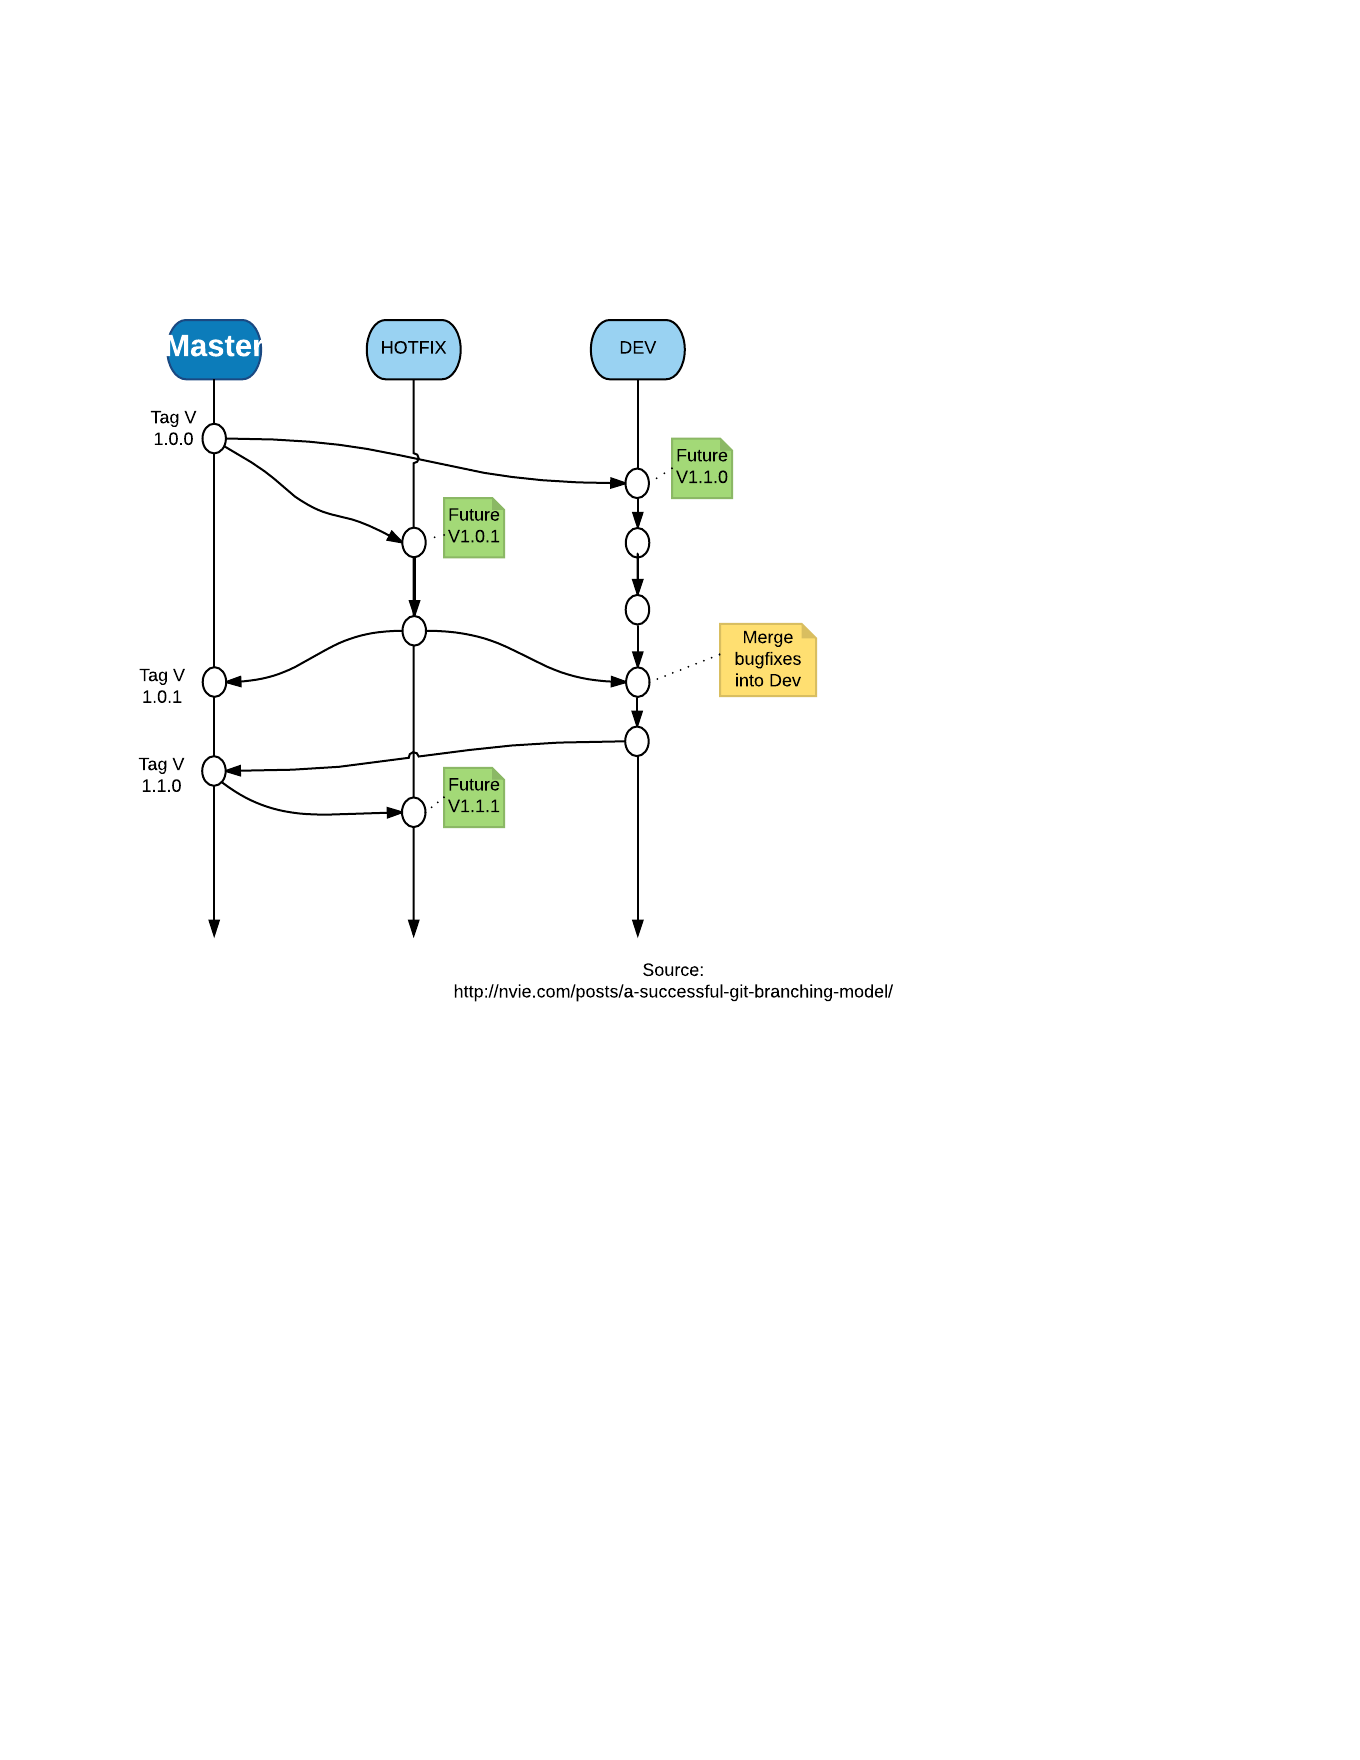 Master
HOTFIX
DEV
Tag V
1.0.0
Future
V1.1.0
Future
V1.0.1
Merge
bugfixes
into Dev
Tag V
1.0.1
Tag V
1.1.0
Future
V1.1.1
Source:
http://nvie.com/posts/a-successful-git-branching-model/